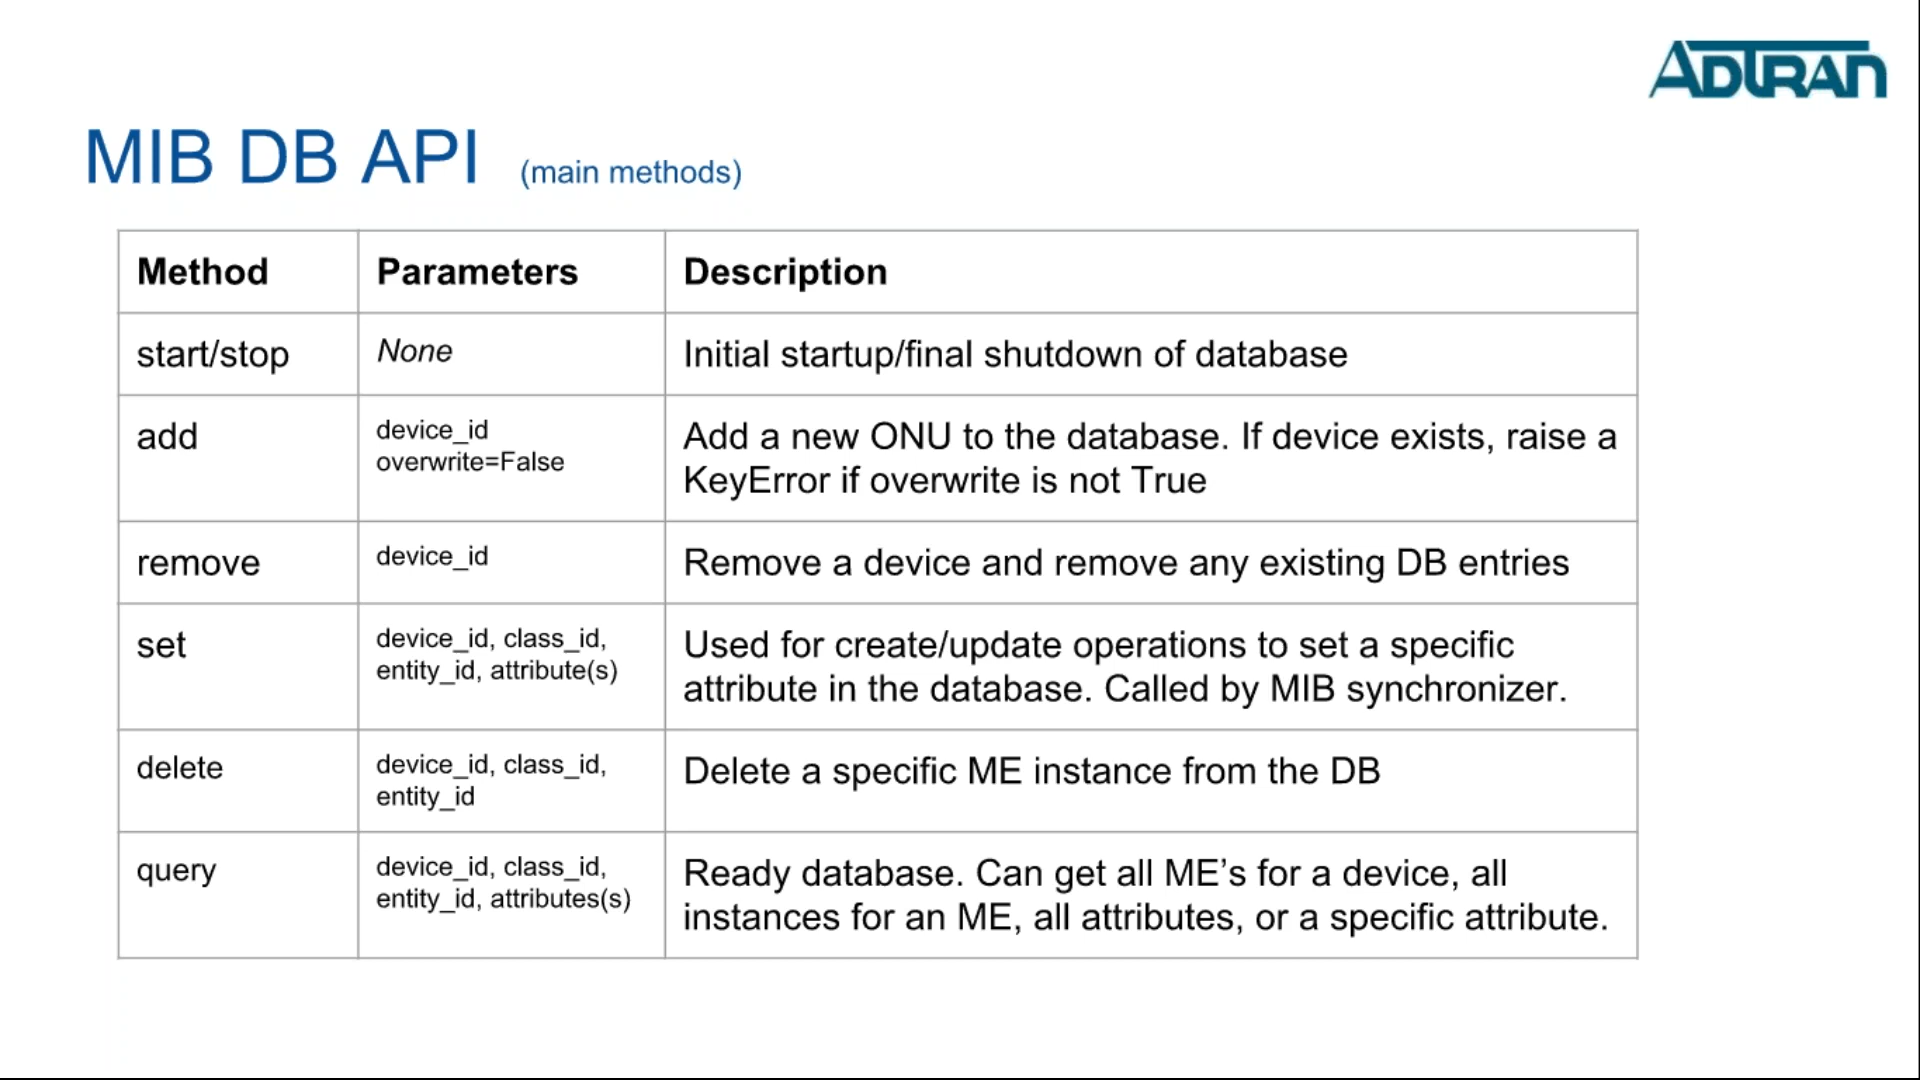 ADTRAN
MIB DB API (main methods)
Method Parameters Description
start/stop None Initial startup/final shutdown of database
add device_id Add a new ONU to the database. If device exists, raise a
overwrite=False KeyError if overwrite is not True
remove device_id Remove a device and remove any existing DB entries
set device_id, class_id, Used for create/update operations to set a specific
entity_id, attribute(s) attribute in the database. Called by MIB synchronizer.
delete device_id, class_id, Delete a specific ME instance from the DB
entity_id
query device_id, class_id, Ready database. Can get all ME’s for a device, all
entity_id, attributes(s) instances for an ME, all attributes, or a specific attribute.